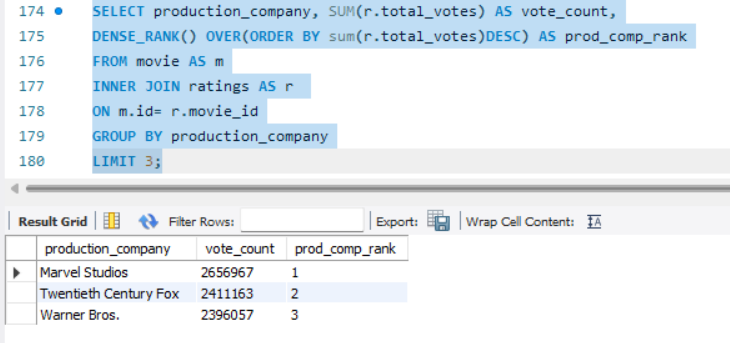 174 SELECT production_company, SUM(r.total_votes) AS vote_count,
175 DENSE_RANK() OVER(ORDER BY sum(r.total_votes)DESC) AS prod_comp_rank
176 FROM movie AS m
177 INNER JOIN ratings AS r
178 ON m.id= r.movie_id
179 GROUP BY production_company
180 LIMIT 3;
Result Grid Filter Rows: Export: Wrap Cell Content: IA
production_company vote_count prod_comp_rank
Marvel Studios 2656967 1
Twentieth Century Fox 2411163 2
Warner Bros. 2396057 3